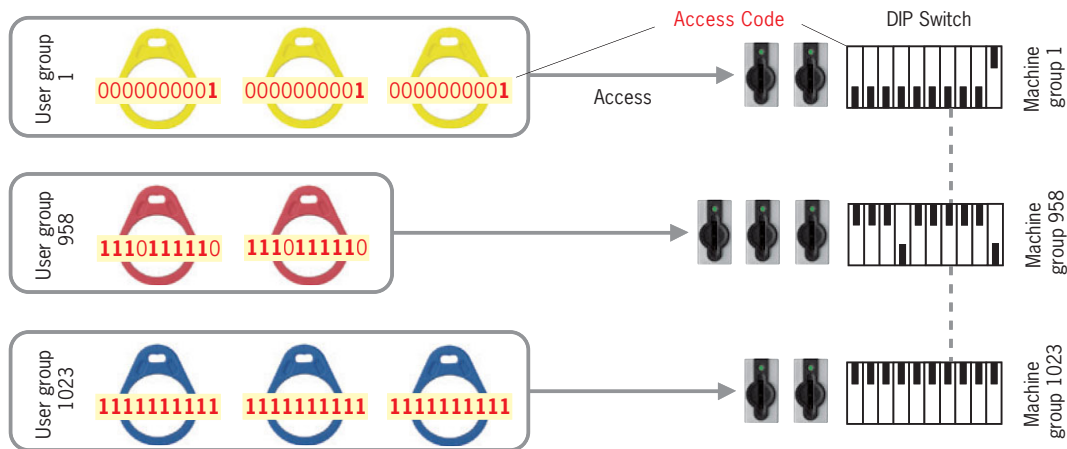 Access Code
DIP Switch
User group
1
0000000001
0000000001
0000000001
Access
Machine
group 1
User group
958
1110111110
1110111110
Machine
group 958
User group
1023
1111111111
1111111111
1111111111
Machine
group 1023